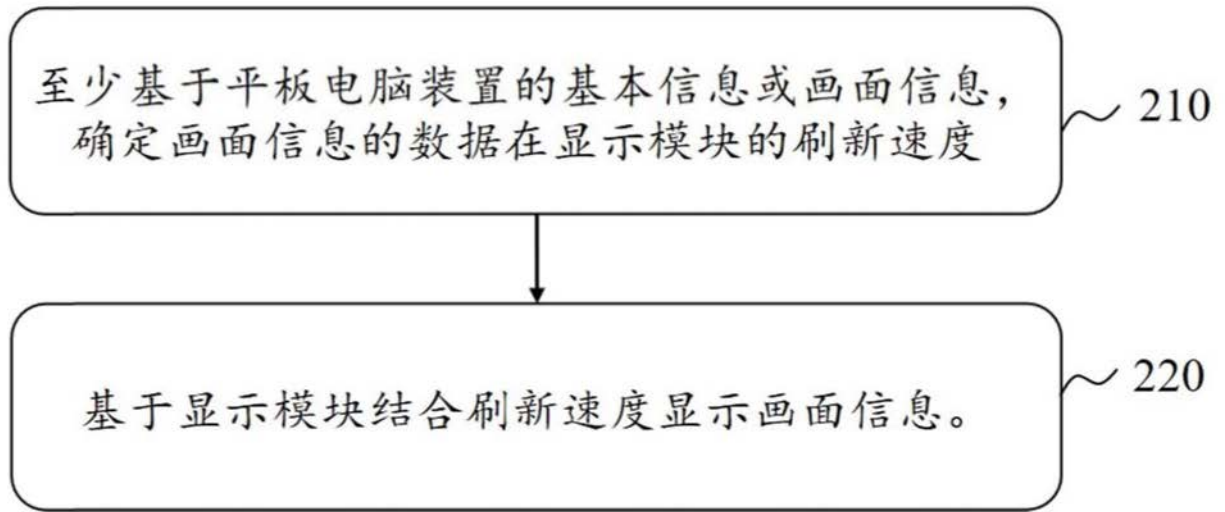 至少基于平板电脑装置的基本信息或画面信息，
确定画面信息的数据在显示模块的刷新速度
210
基于显示模块结合刷新速度显示画面信息。
220